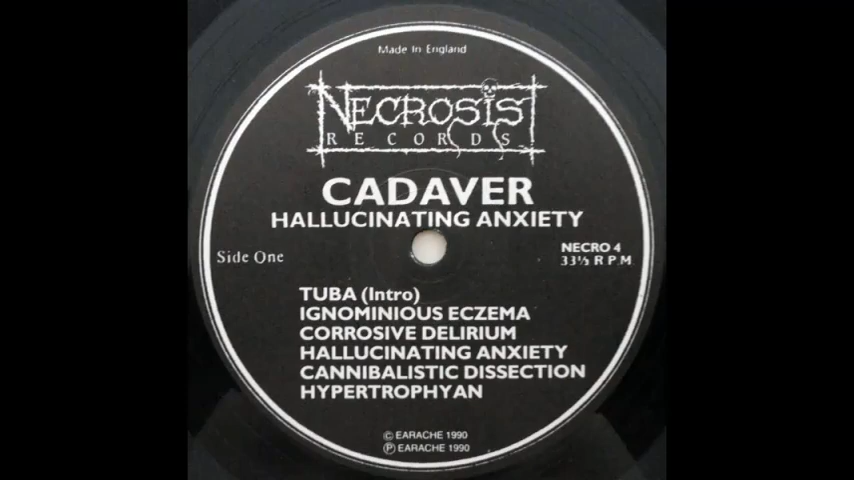 Made In England
NECROSIS
RECORDS
CADAVER
HALLUCINATING ANXIETY
Side One
NECRO 4
33⅓ R P M
TUBA (Intro)
IGNOMINIOUS ECZEMA
CORROSIVE DELIRIUM
HALLUCINATING ANXIETY
CANNIBALISTIC DISSECTION
HYPERTROPHYAN
Ⓒ EARACHE 1990
Ⓟ EARACHE 1990